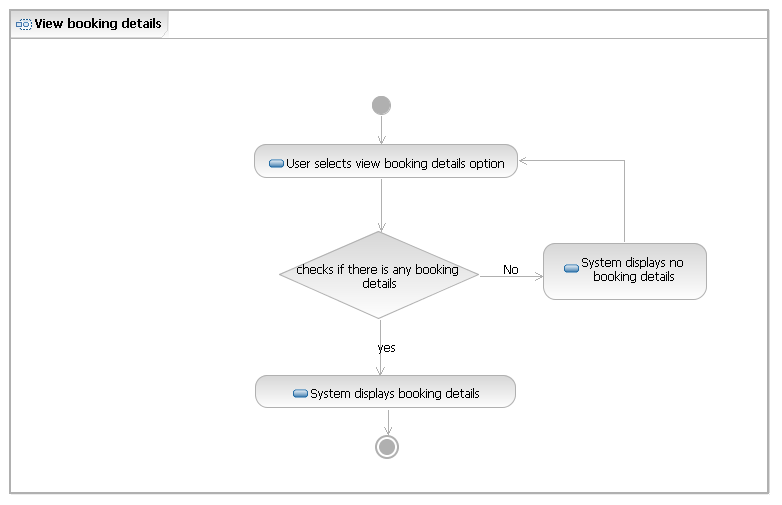 View booking details
User selects view booking details option
checks if there is any booking
details
No
System displays no
booking details
yes
System displays booking details